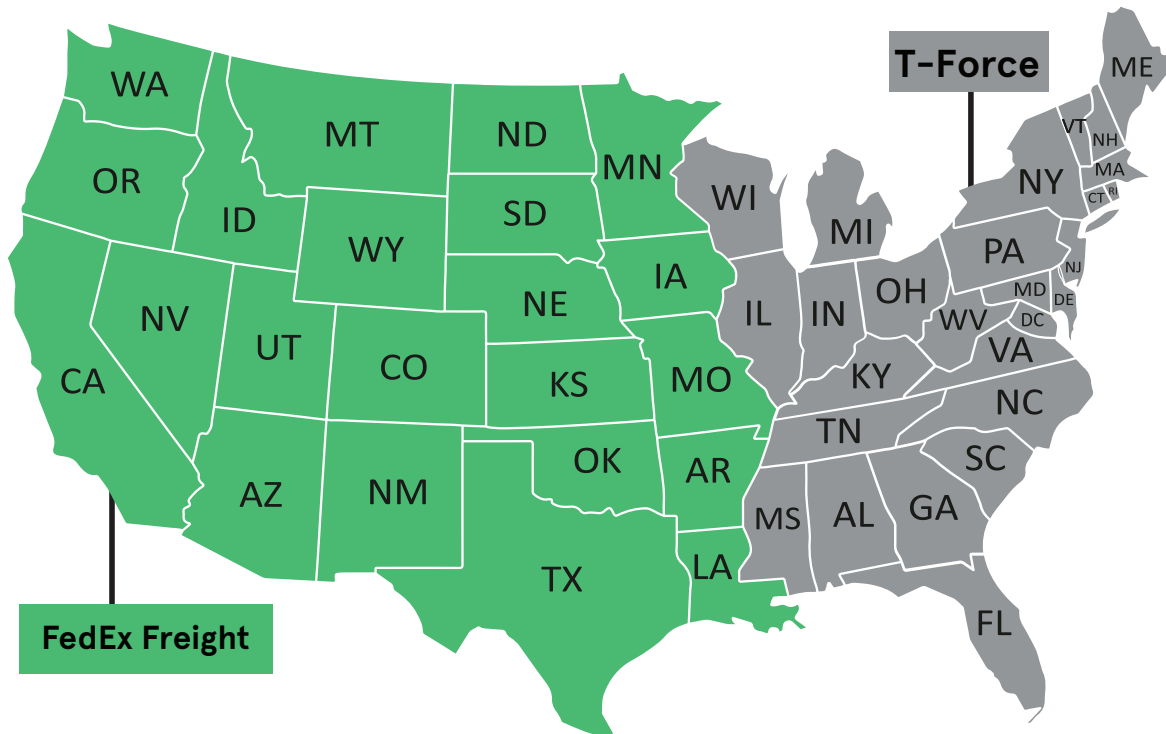 T-Force
ME
WA
VT
NH
MT
ND
MN
MA
OR
NY
RI
CT
WI
SD
ID
MI
WY
PA
NJ
IA
MD
OH
DE
NE
IL
IN
NV
WV
DC
UT
VA
CO
KY
CA
KS
MO
NC
TN
SC
OK
AR
AZ
NM
GA
AL
MS
LA
TX
FL
FedEx Freight